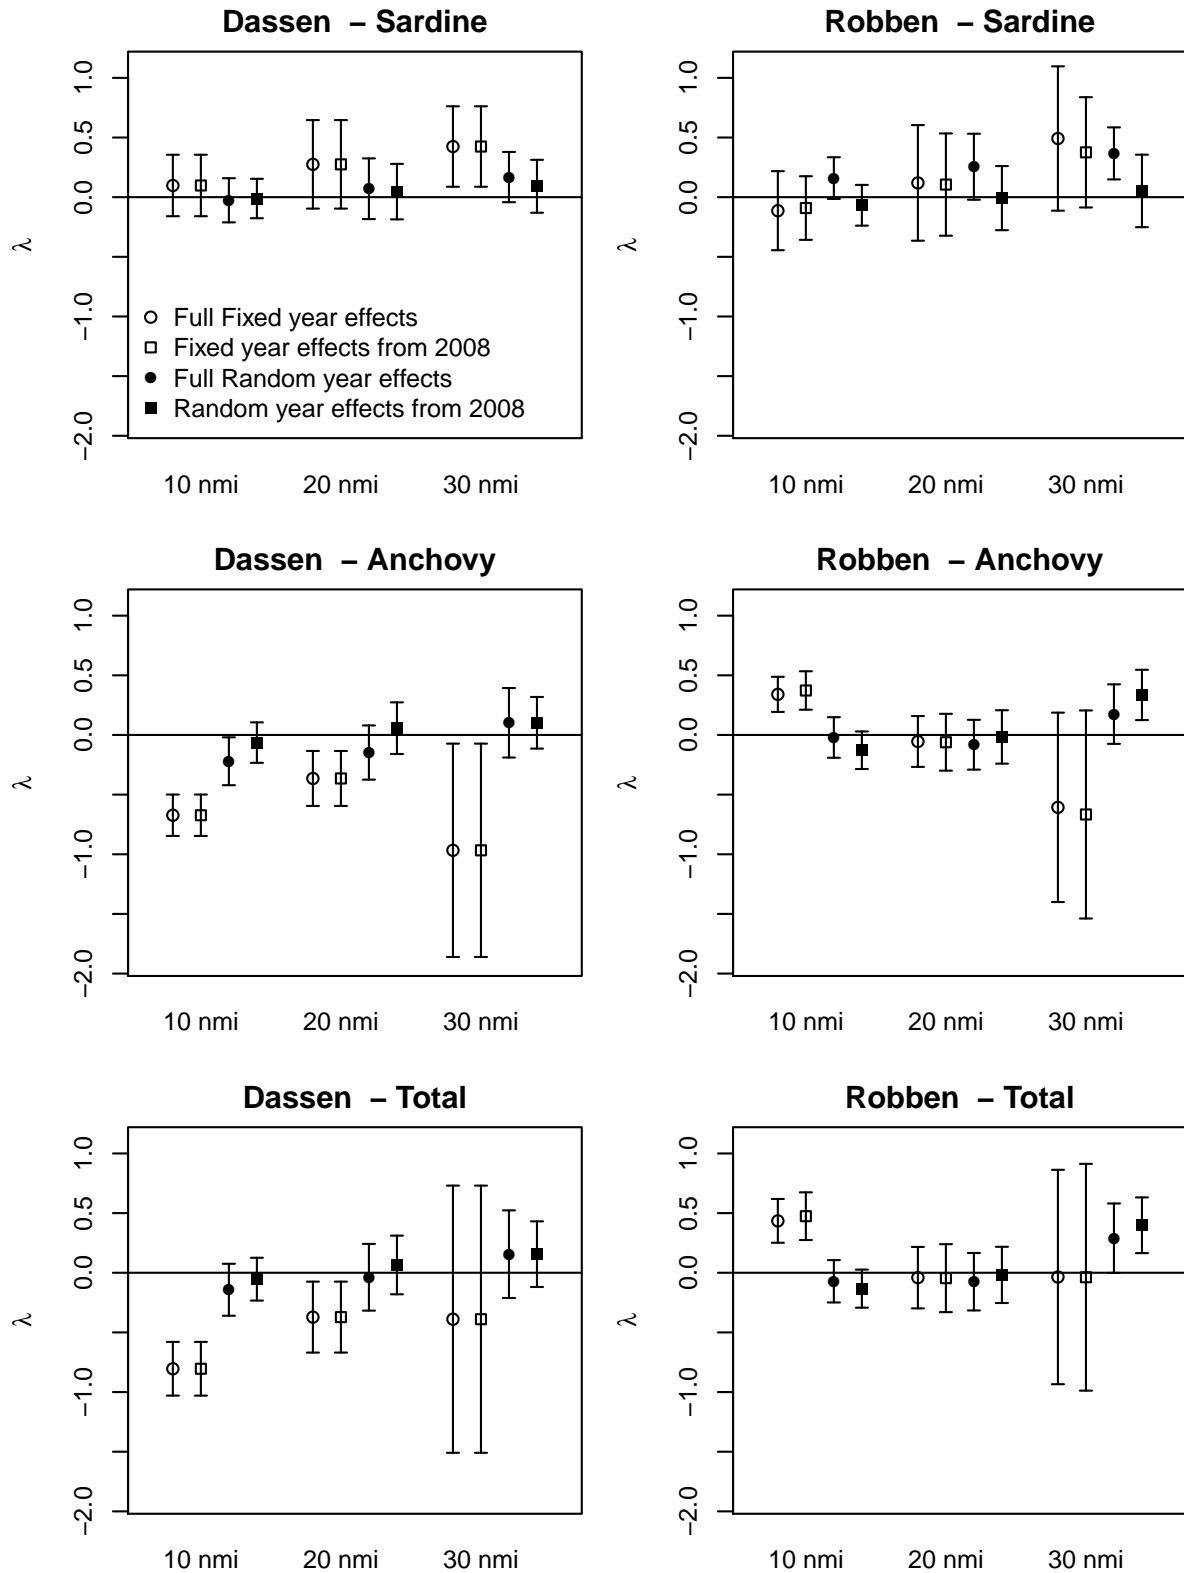 Dassen – Sardine
1.0
0.5
0.0
−1.0
−2.0
λ
Full Fixed year effects
Fixed year effects from 2008
Full Random year effects
Random year effects from 2008
10 nmi 20 nmi 30 nmi
Robben – Sardine
1.0
0.5
0.0
−1.0
−2.0
λ
10 nmi 20 nmi 30 nmi
Dassen – Anchovy
1.0
0.5
0.0
−1.0
−2.0
λ
10 nmi 20 nmi 30 nmi
Robben – Anchovy
1.0
0.5
0.0
−1.0
−2.0
λ
10 nmi 20 nmi 30 nmi
Dassen – Total
1.0
0.5
0.0
−1.0
−2.0
λ
10 nmi 20 nmi 30 nmi
Robben – Total
1.0
0.5
0.0
−1.0
−2.0
λ
10 nmi 20 nmi 30 nmi